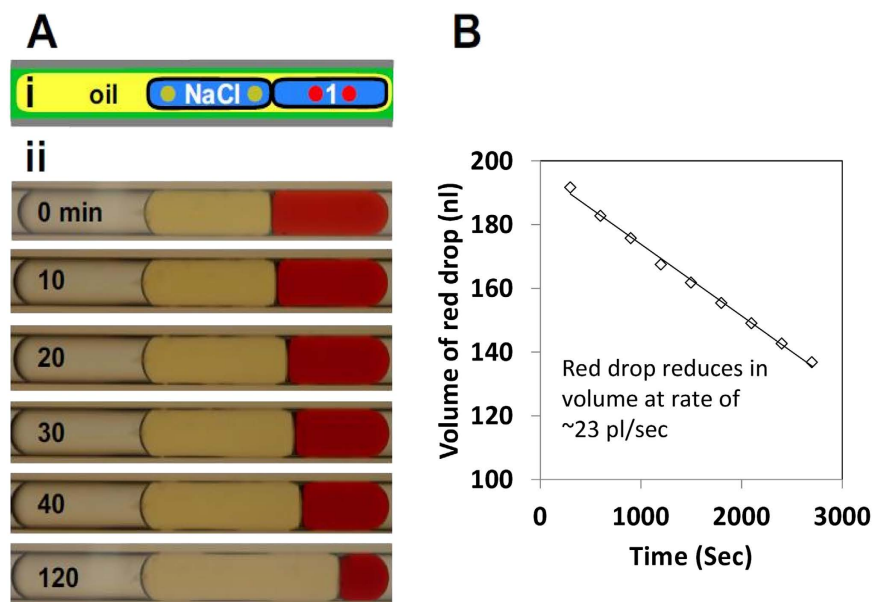 A
i oil NaCl 1
ii
0 min
10
20
30
40
120
B
Volume of red drop (nl)
200
180
160
140
120
100
Red drop reduces in
volume at rate of
~23 pl/sec
0 1000 2000 3000
Time (Sec)